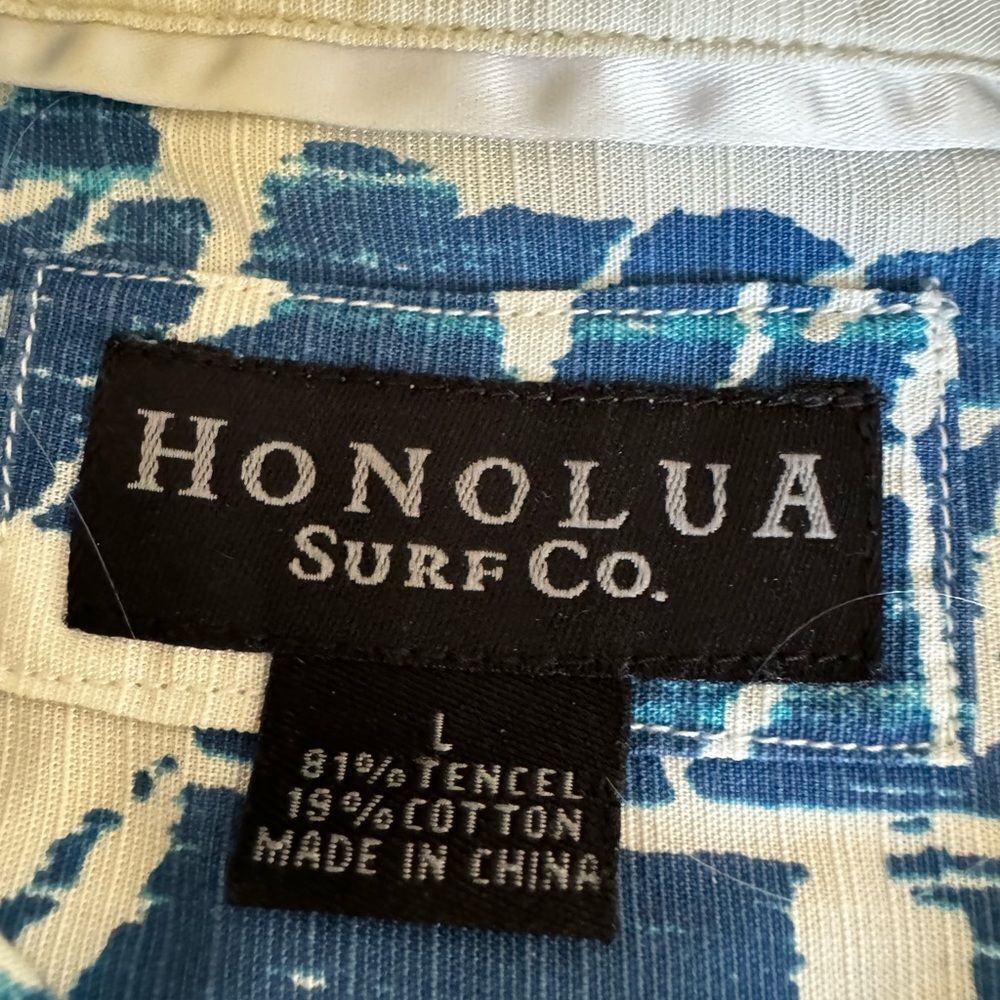 HONOLUA
SURF CO.
L
81% TENCEL
19% COTTON
MADE IN CHINA